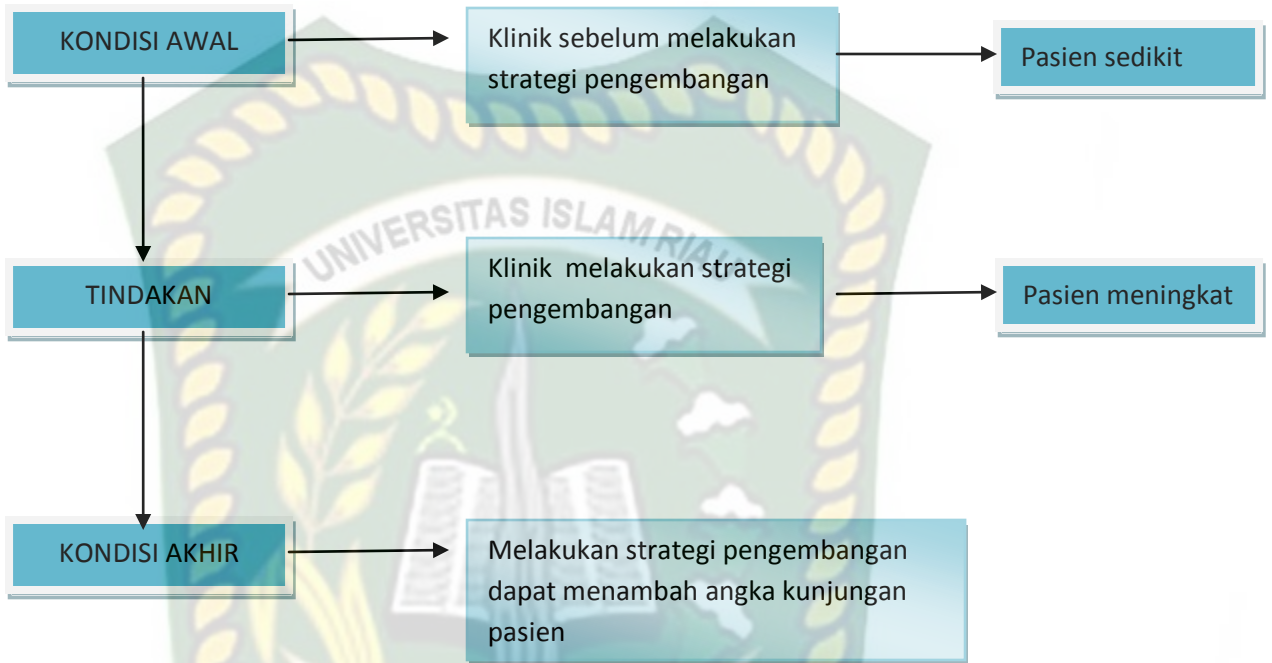 KONDISI AWAL
Klinik sebelum melakukan
strategi pengembangan
Pasien sedikit
UNIVERSITAS ISLAM RIAU
TINDAKAN
Klinik  melakukan strategi
pengembangan
Pasien meningkat
KONDISI AKHIR
Melakukan strategi pengembangan
dapat menambah angka kunjungan
pasien